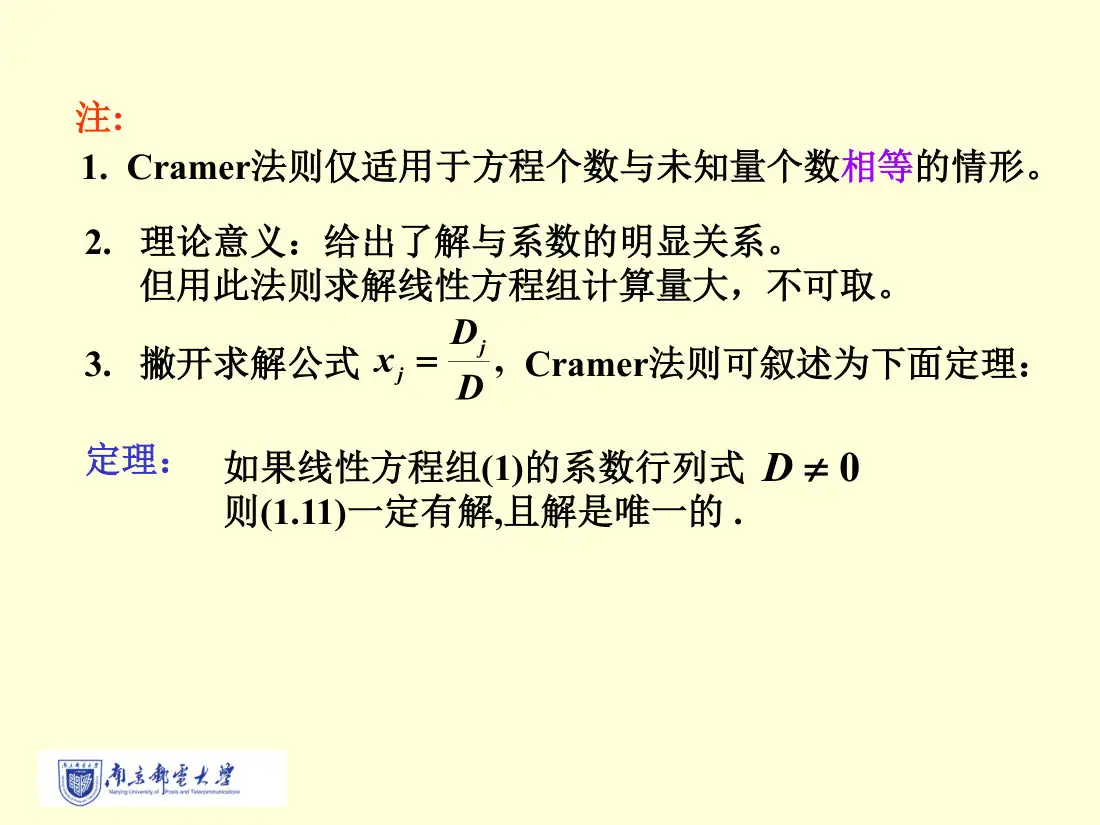 注:
1. Cramer法则仅适用于方程个数与未知量个数相等的情形。
2. 理论意义：给出了解与系数的明显关系。
但用此法则求解线性方程组计算量大，不可取。
3. 撇开求解公式 x_j = D_j / D , Cramer法则可叙述为下面定理：
定理：
如果线性方程组(1)的系数行列式 D ≠ 0
则(1.11)一定有解,且解是唯一的 .
南京邮电大学
Nanjing University of Posts and Telecommunications